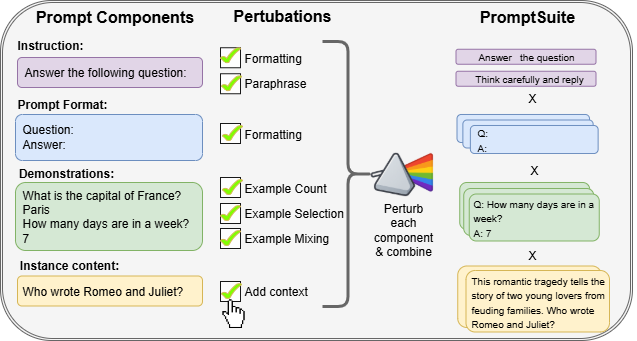 Prompt Components
Pertubations
PromptSuite
Instruction:
Answer the following question:
Formatting
Paraphrase
Prompt Format:
Question:
Answer:
Formatting
Demonstrations:
What is the capital of France?
Paris
How many days are in a week?
7
Example Count
Example Selection
Example Mixing
Instance content:
Who wrote Romeo and Juliet?
Add context
Perturb
each
component
& combine
Answer the question
Think carefully and reply
X
Q:
A:
X
Q: How many days are in a
week?
A: 7
X
This romantic tragedy tells the
story of two young lovers from
feuding families. Who wrote
Romeo and Juliet?